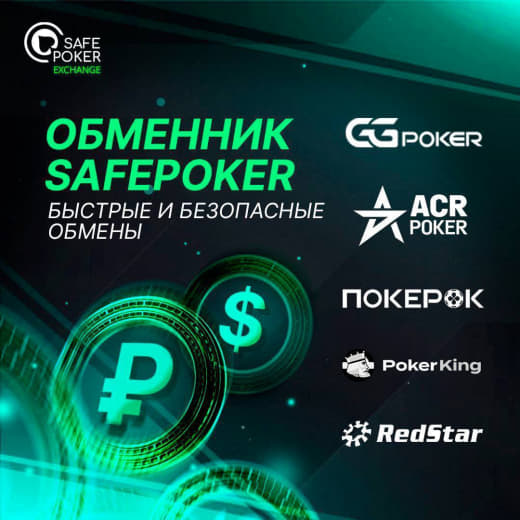 SAFE
POKER
EXCHANGE
ОБМЕННИК
SAFEPOKER
БЫСТРЫЕ И БЕЗОПАСНЫЕ
ОБМЕНЫ
GGPOKER
ACR
POKER
ПОКЕРОК
PokerKing
RedStar
$
₽